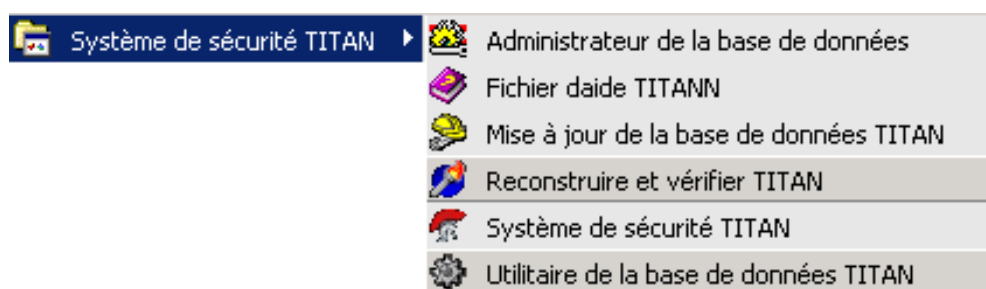 Système de sécurité TITAN
Administrateur de la base de données
Fichier daide TITANN
Mise à jour de la base de données TITAN
Reconstruire et vérifier TITAN
Système de sécurité TITAN
Utilitaire de la base de données TITAN